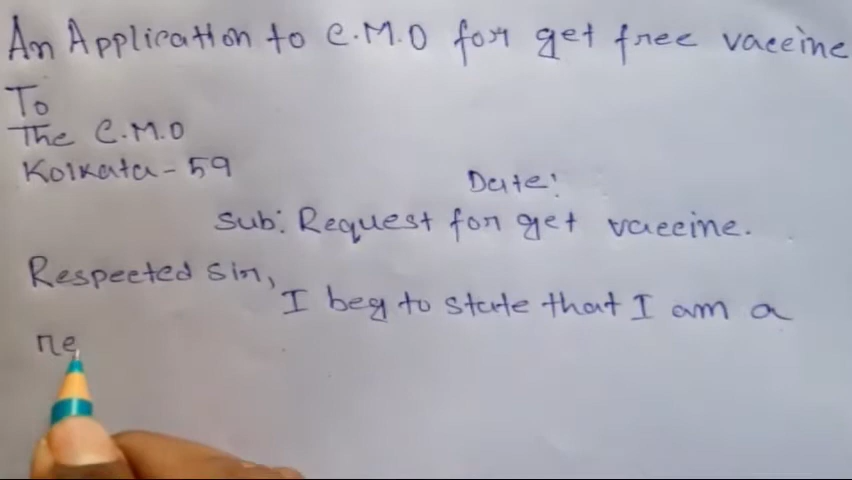 An Application to C.M.O for get free vaccine
To
The C.M.O
Kolkata - 59
Date:
Sub: Request for get vaccine.
Respected Sir,
I beg to state that I am a
re